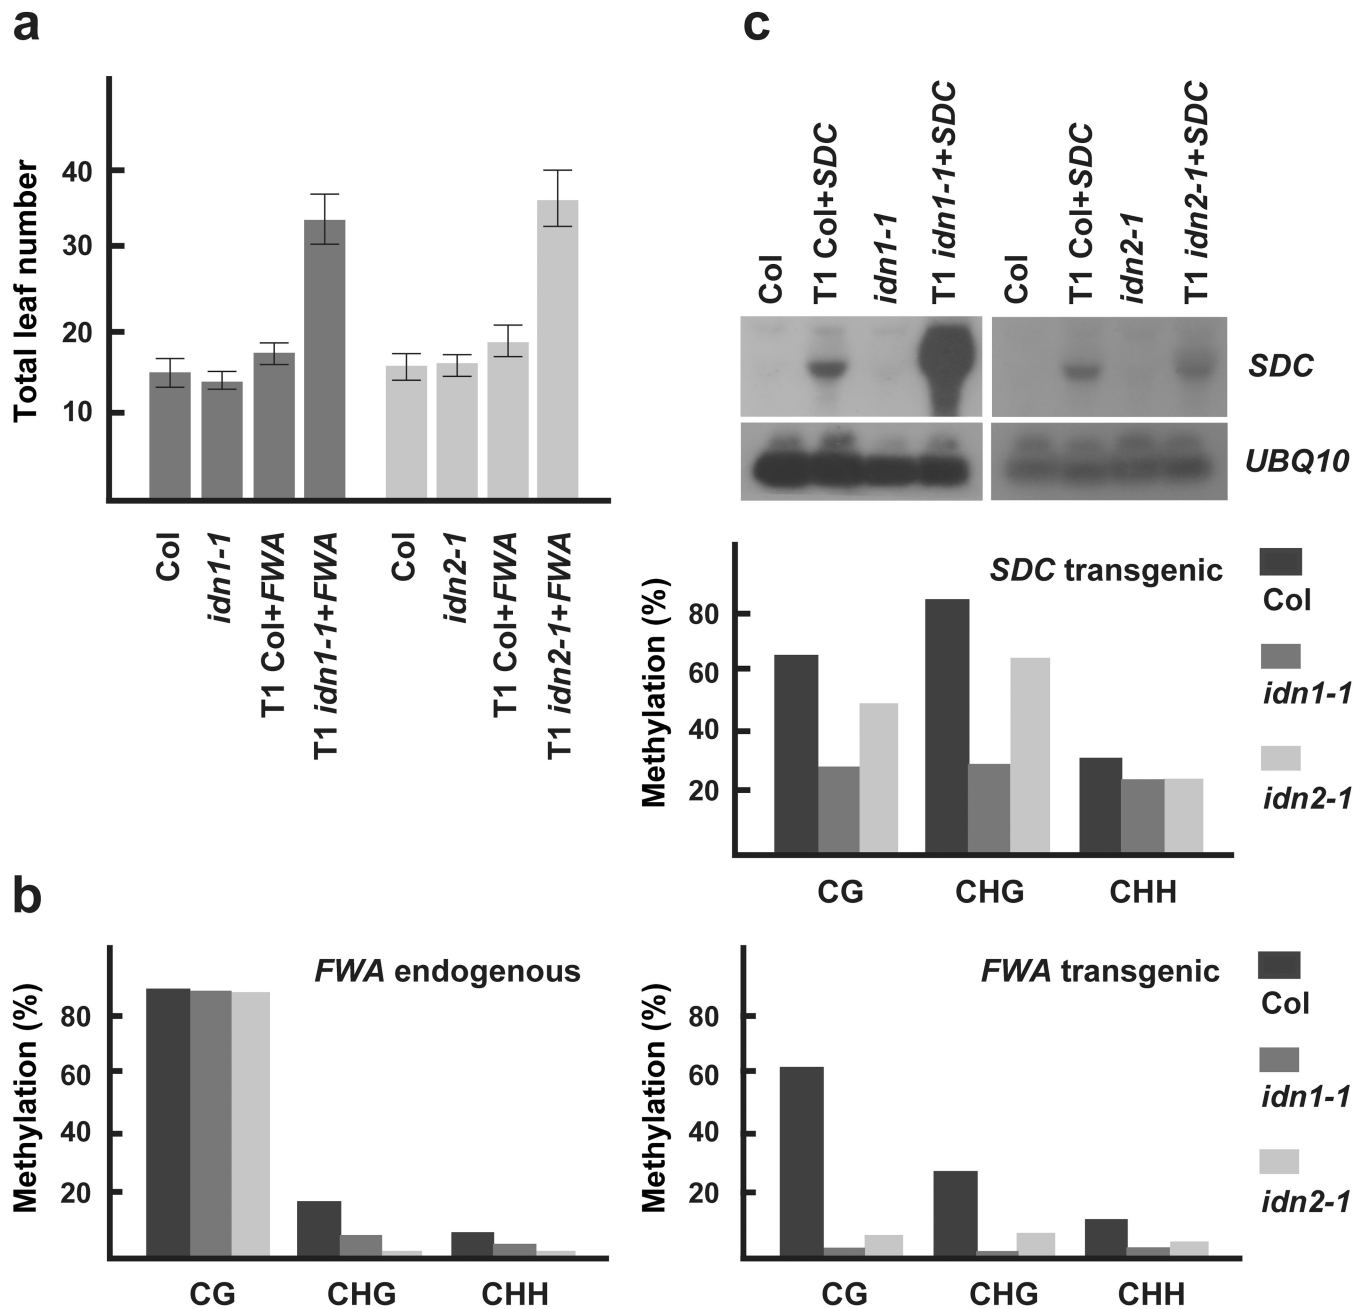 a
Total leaf number
40
30
20
10
Col
idn1-1
T1 Col+FWA
T1 idn1-1+FWA
Col
idn2-1
T1 Col+FWA
T1 idn2-1+FWA
c
Col
T1 Col+SDC
idn1-1
T1 idn1-1+SDC
Col
T1 Col+SDC
idn2-1
T1 idn2-1+SDC
SDC
UBQ10
SDC transgenic
Methylation (%)
80
60
40
20
CG
CHG
CHH
Col
idn1-1
idn2-1
b
FWA endogenous
Methylation (%)
80
60
40
20
CG
CHG
CHH
FWA transgenic
Methylation (%)
80
60
40
20
CG
CHG
CHH
Col
idn1-1
idn2-1